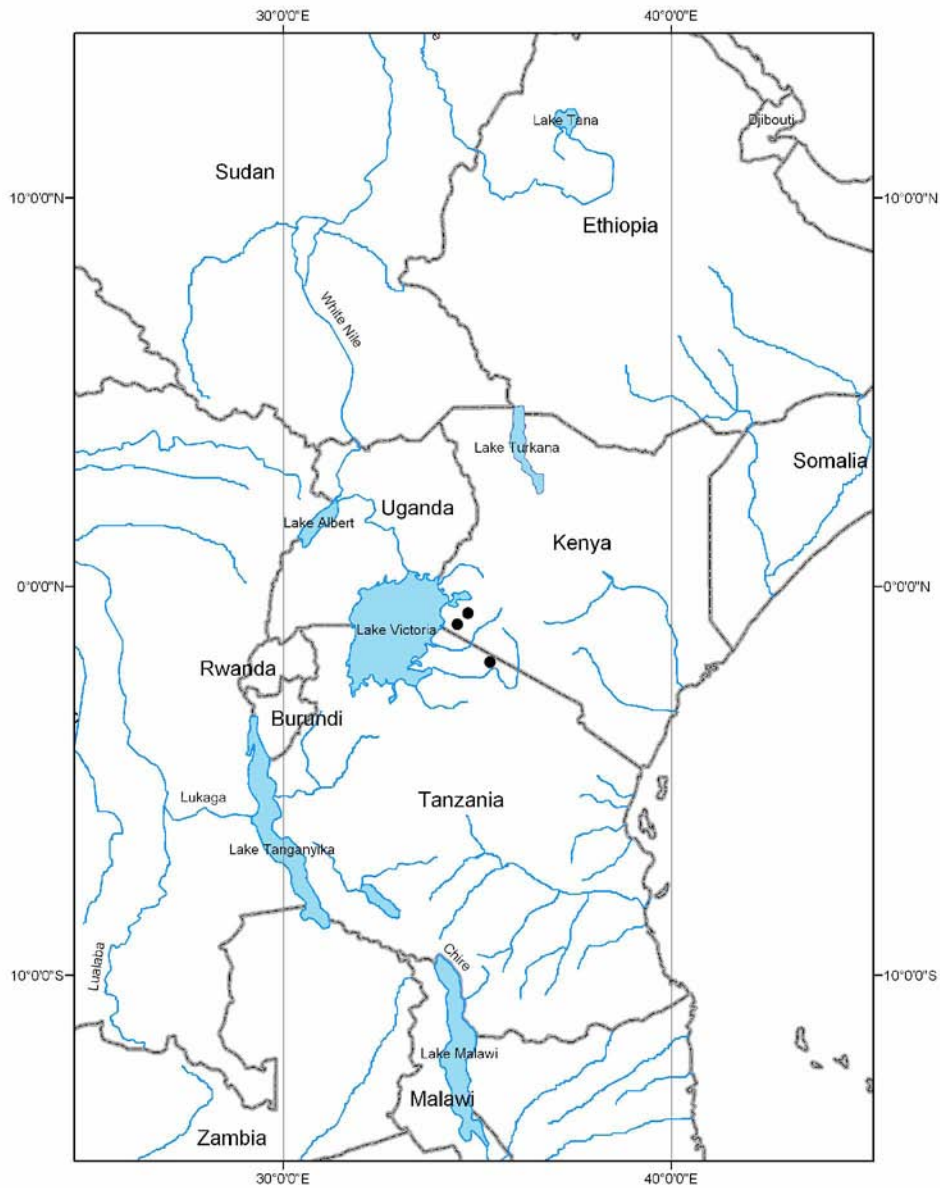 30°0'0"E
40°0'0"E
Lake Tana
Djibouti
Sudan
10°0'0"N
10°0'0"N
Ethiopia
White Nile
Lake Turkana
Somalia
Uganda
Lake Albert
Kenya
0°0'0"N
0°0'0"N
Lake Victoria
Rwanda
Burundi
Lukaga
Tanzania
Lake Tanganyika
Chire
Lualaba
10°0'0"S
10°0'0"S
Lake Malawi
Malawi
Zambia
30°0'0"E
40°0'0"E